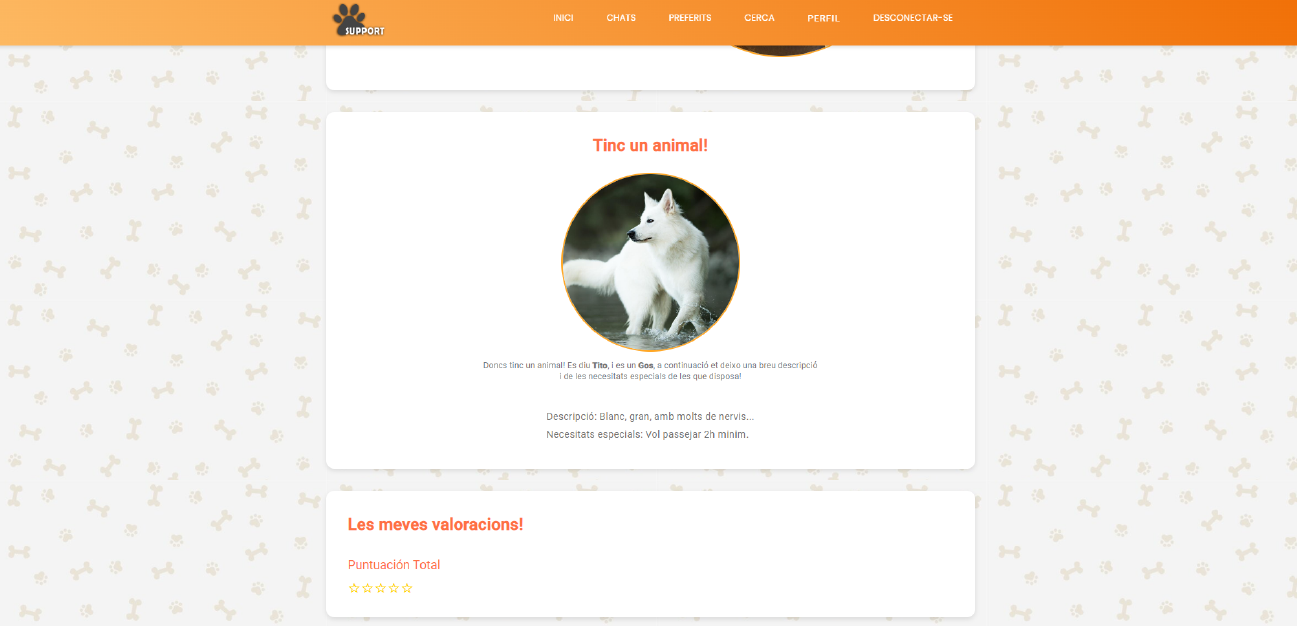 SUPPORT
INICI CHATS PREFERITS CERCA PERFIL DESCONECTAR-SE
Tinc un animal!
Doncs tinc un animal! Es diu Tito, i es un Gos, a continuació et deixo una breu descripció
i de les necesitats especials de les que disposa!
Descripció: Blanc, gran, amb molts de nervis...
Necesitats especials: Vol passejar 2h minim.
Les meves valoracions!
Puntuación Total